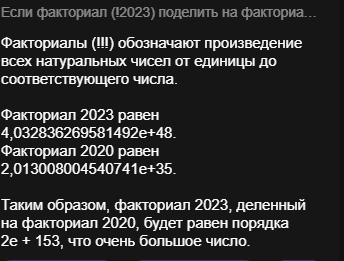 Если факториал (!2023) поделить на факториа...
Факториалы (!!!) обозначают произведение
всех натуральных чисел от единицы до
соответствующего числа.
Факториал 2023 равен
4,032836269581492e+48.
Факториал 2020 равен
2,013008004540741e+35.
Таким образом, факториал 2023, деленный
на факториал 2020, будет равен порядка
2e + 153, что очень большое число.